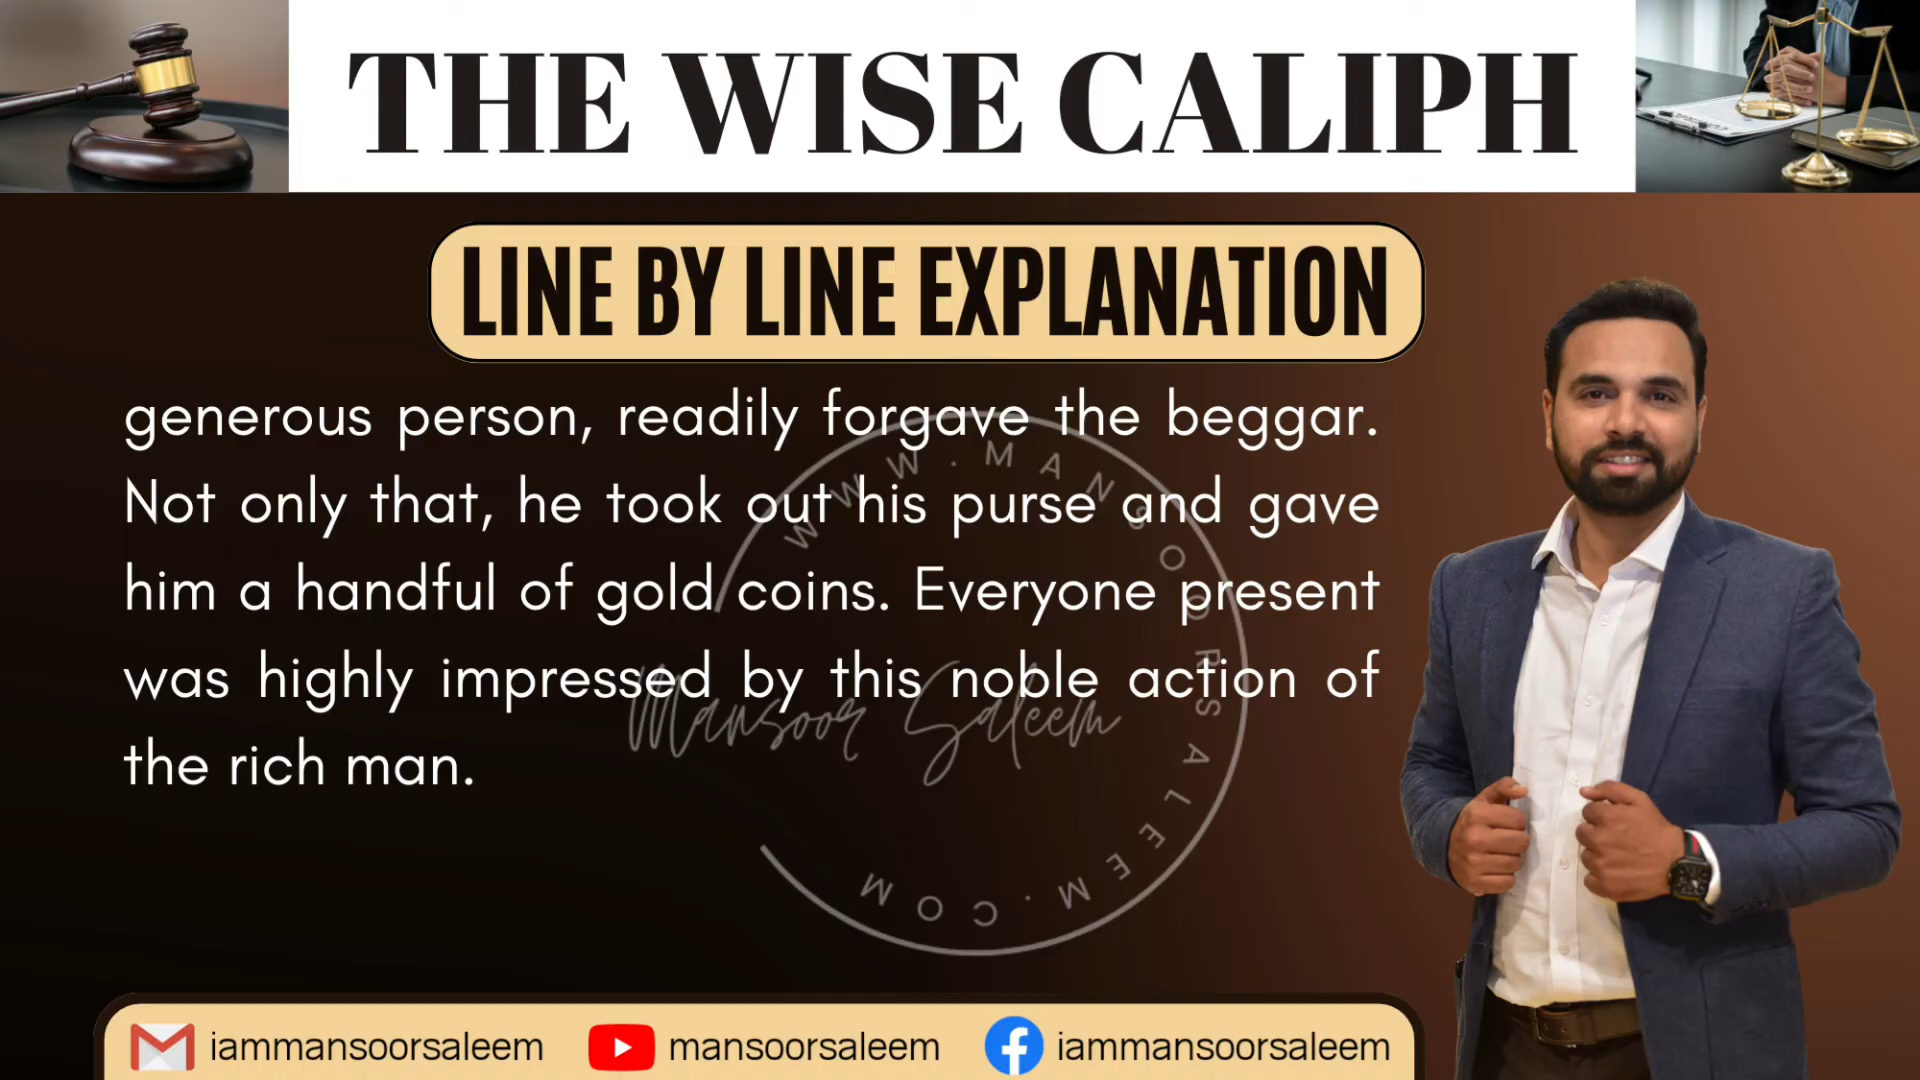 THE WISE CALIPH
LINE BY LINE EXPLANATION
generous person, readily forgave the beggar.
Not only that, he took out his purse and gave
him a handful of gold coins. Everyone present
was highly impressed by this noble action of
the rich man.
WWW.MANSOORSALEEM.COM
Mansoor Saleem
iammansoorsaleem
mansoorsaleem
iammansoorsaleem